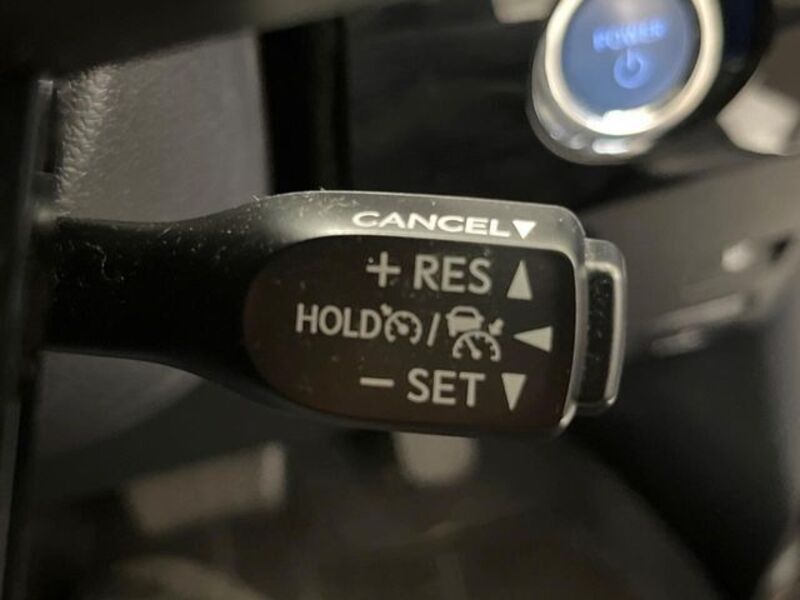 POWER
CANCEL
+ RES
HOLD /
− SET